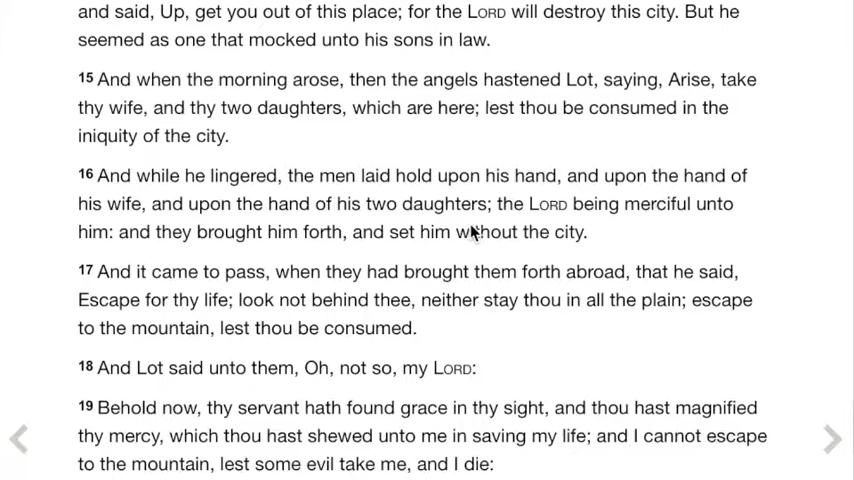 and said, Up, get you out of this place; for the LORD will destroy this city. But he
seemed as one that mocked unto his sons in law.
15 And when the morning arose, then the angels hastened Lot, saying, Arise, take
thy wife, and thy two daughters, which are here; lest thou be consumed in the
iniquity of the city.
16 And while he lingered, the men laid hold upon his hand, and upon the hand of
his wife, and upon the hand of his two daughters; the LORD being merciful unto
him: and they brought him forth, and set him without the city.
17 And it came to pass, when they had brought them forth abroad, that he said,
Escape for thy life; look not behind thee, neither stay thou in all the plain; escape
to the mountain, lest thou be consumed.
18 And Lot said unto them, Oh, not so, my LORD:
19 Behold now, thy servant hath found grace in thy sight, and thou hast magnified
thy mercy, which thou hast shewed unto me in saving my life; and I cannot escape
to the mountain, lest some evil take me, and I die: